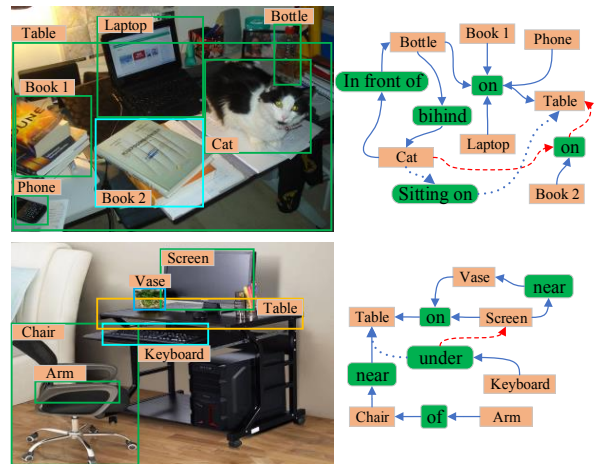 Bottle
Laptop
Table
Book 1
Cat
Phone
Book 2
Bottle
Book 1
Phone
In front of
on
Table
bihind
Cat
Laptop
on
Sitting on
Book 2
Screen
Vase
Table
Chair
Keyboard
Arm
Vase
near
Table
on
Screen
under
near
Keyboard
Chair
of
Arm